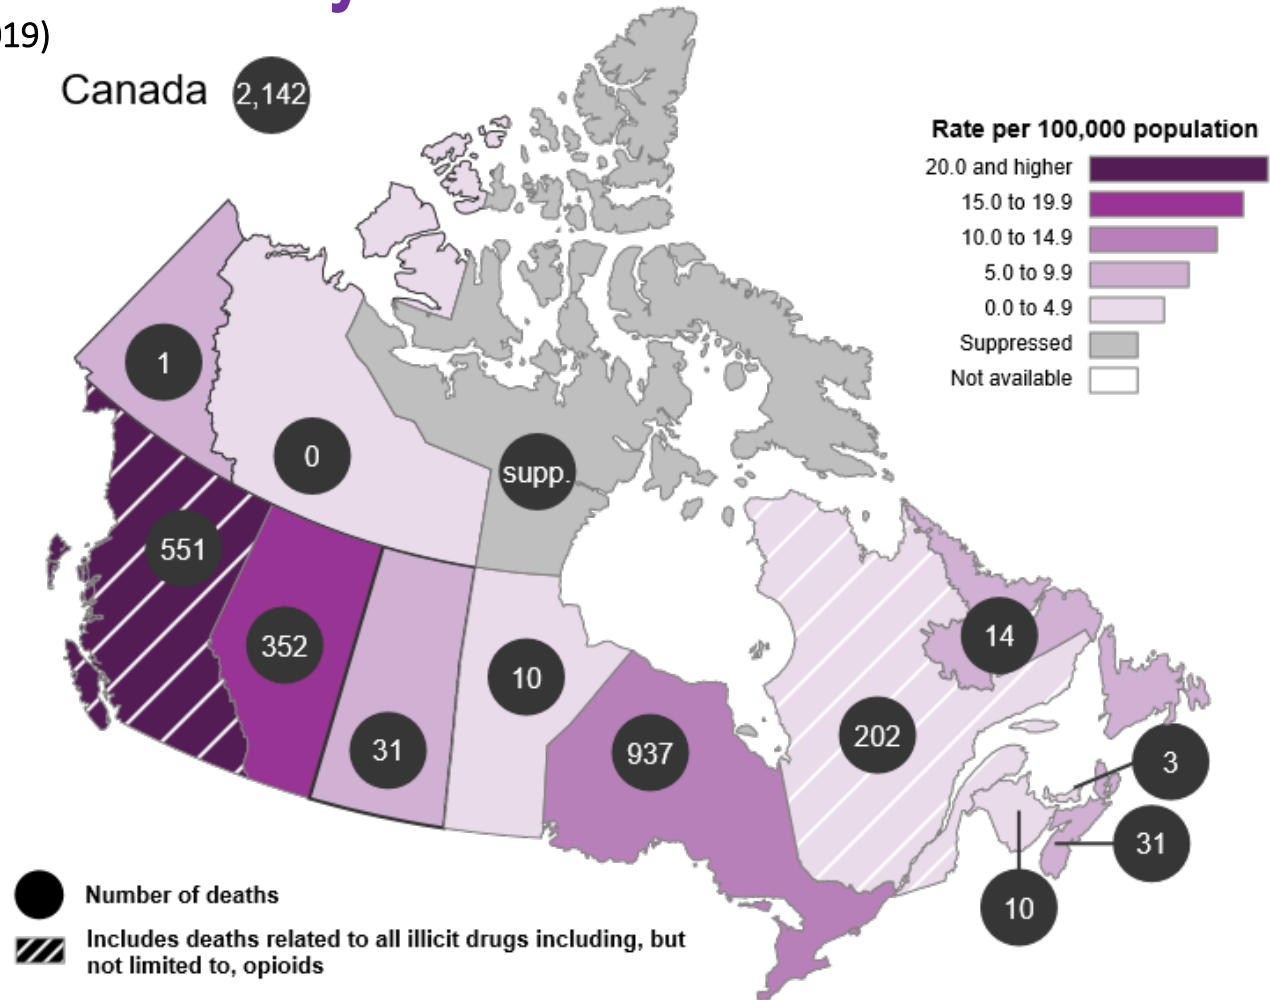 019)
Canada 2,142
Rate per 100,000 population
20.0 and higher
15.0 to 19.9
10.0 to 14.9
5.0 to 9.9
0.0 to 4.9
Suppressed
Not available
1
0
supp.
551
352
31
10
937
202
14
3
31
10
Number of deaths
Includes deaths related to all illicit drugs including, but
not limited to, opioids